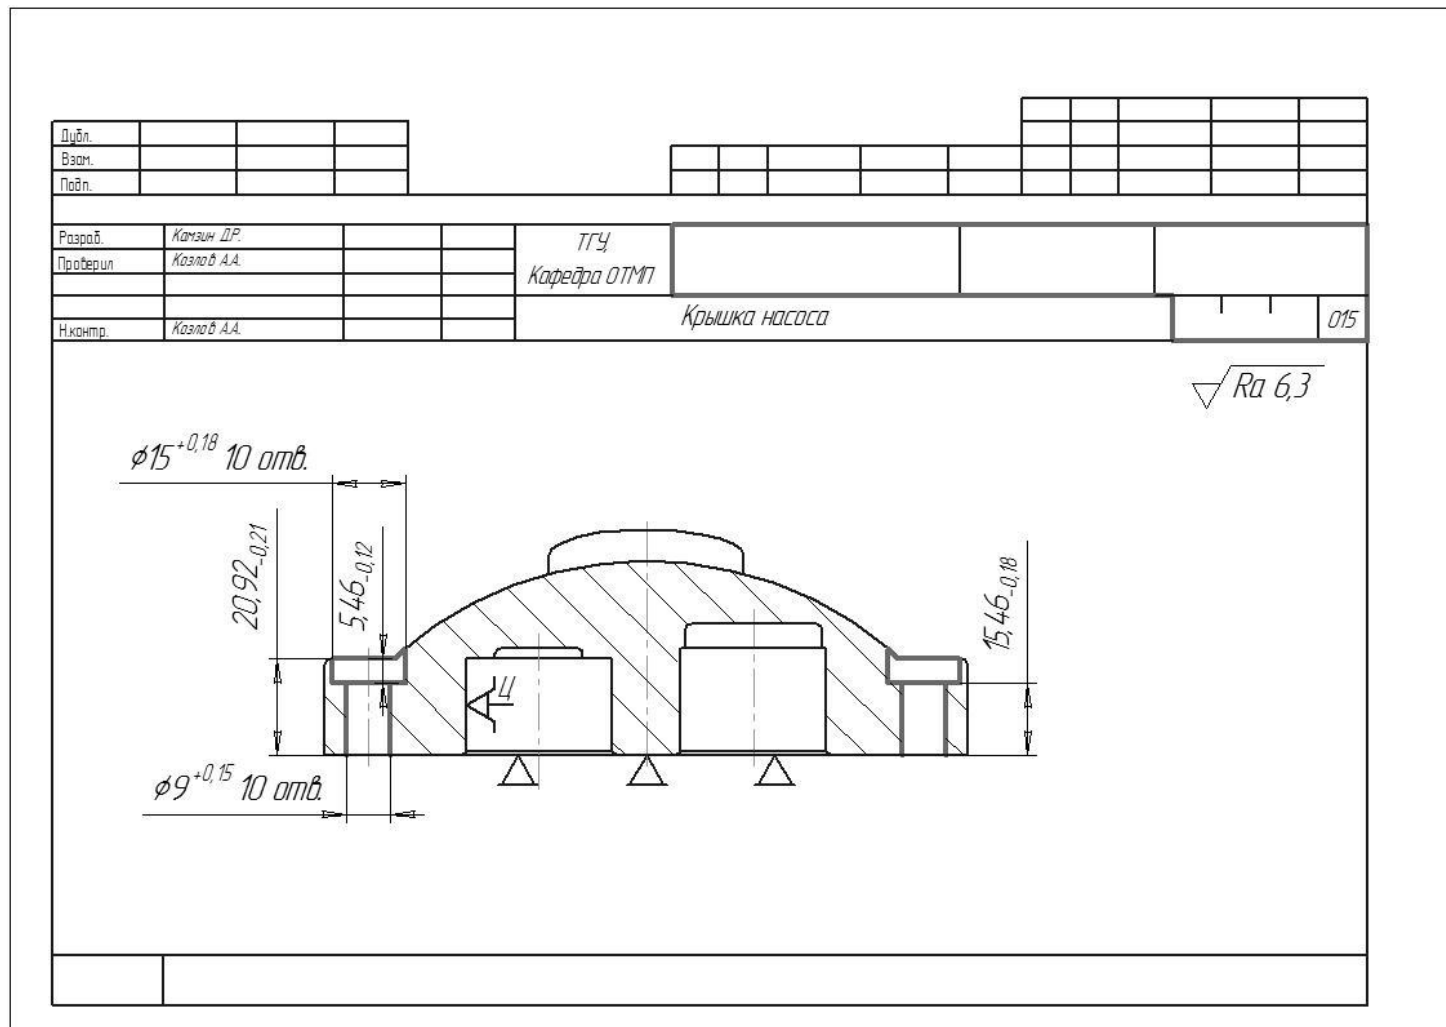 Дубл.
Взам.
Подп.
Разраб. Камзин Д.Р.
Проверил Козлов А.А.
ТГУ,
Кафедра ОТМП
Н.контр. Козлов А.А.
Крышка насоса
015
Ra 6,3
⌀15 +0,18 10 отв.
20,92 -0,21
5,46 -0,12
15,46 -0,18
Ц
⌀9 +0,15 10 отв.